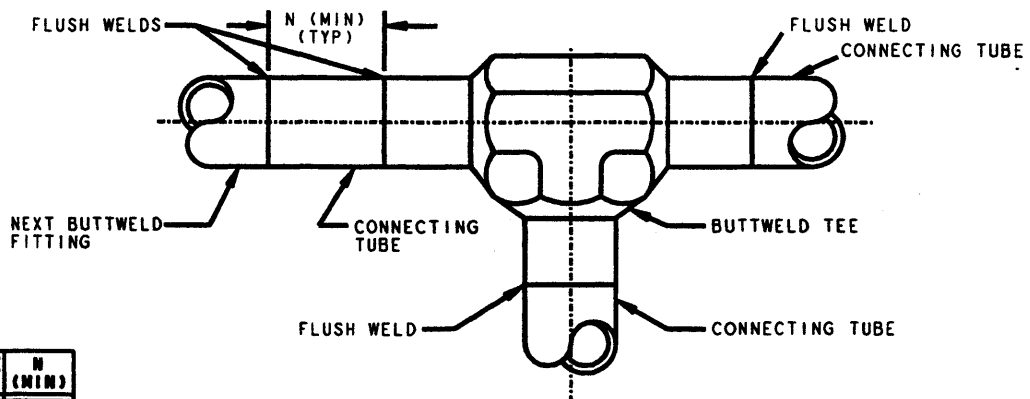 FLUSH WELDS
N (MIN)
(TYP)
FLUSH WELD
CONNECTING TUBE
NEXT BUTTWELD
FITTING
CONNECTING
TUBE
BUTTWELD TEE
FLUSH WELD
CONNECTING TUBE
N
(MIN)